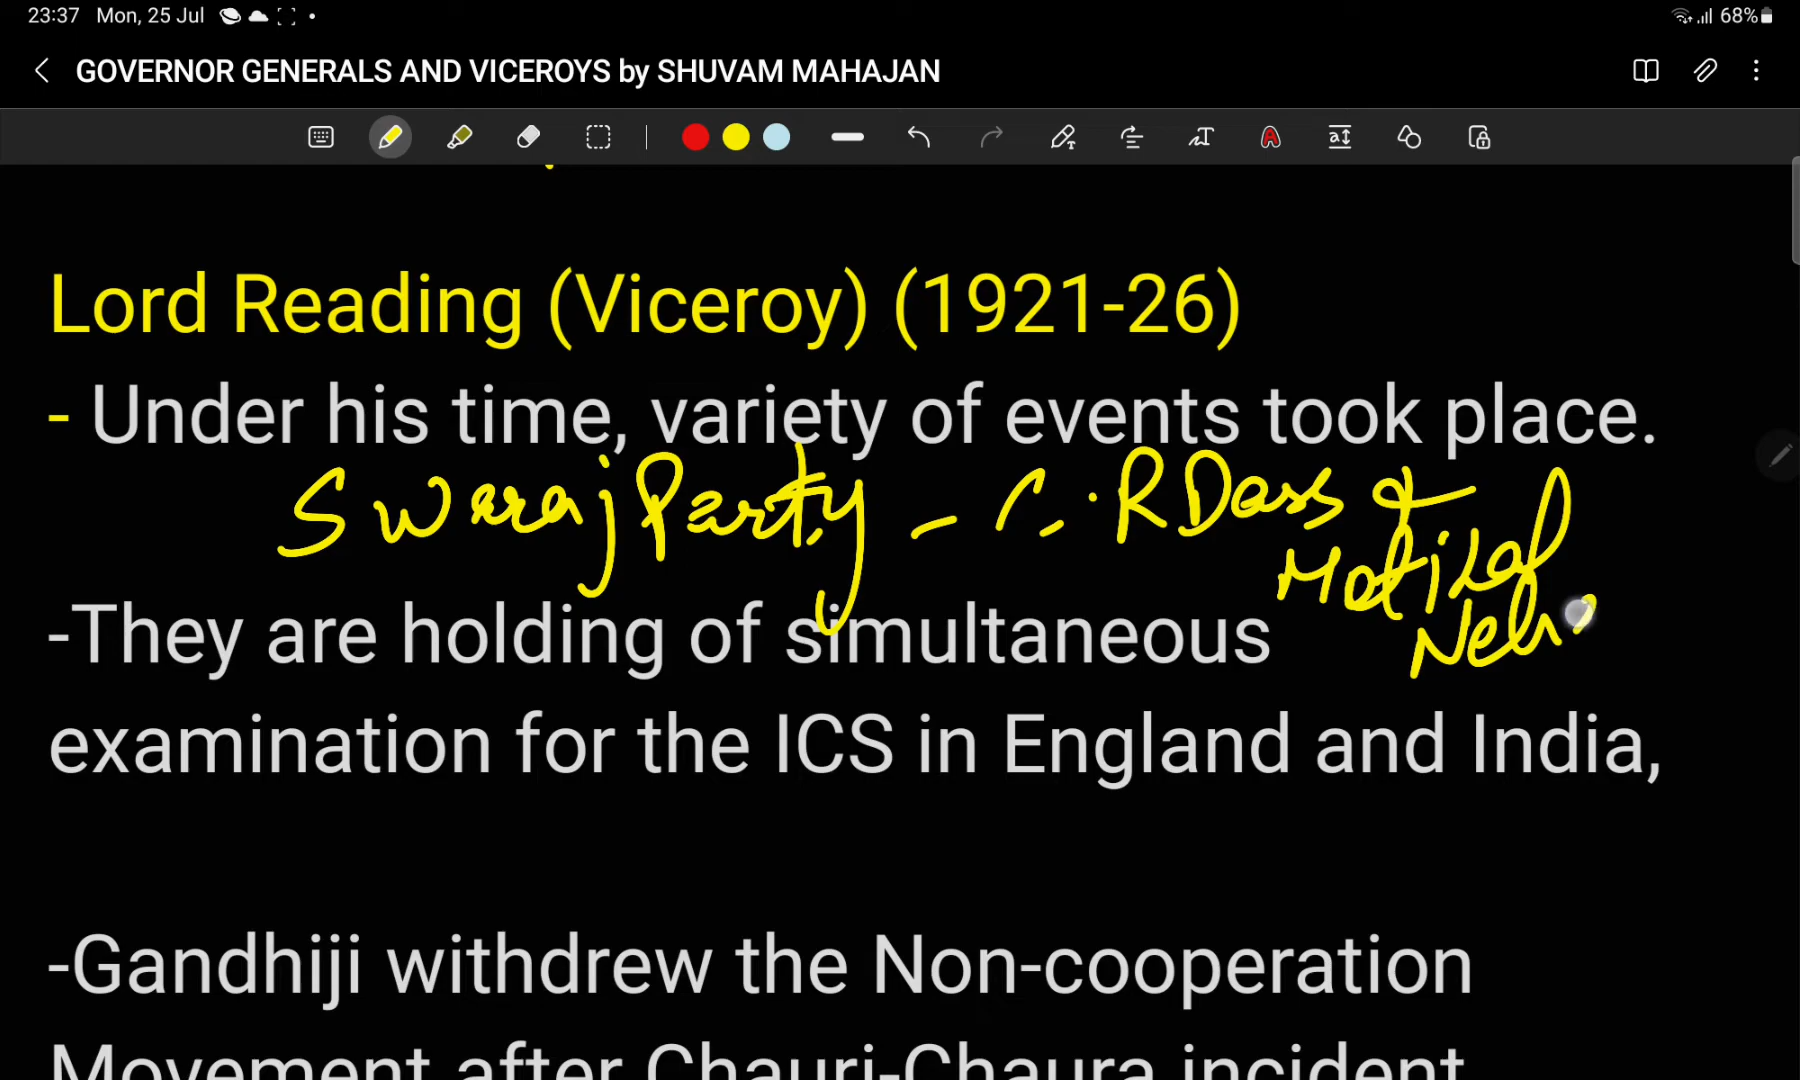 23:37 Mon, 25 Jul
68%
GOVERNOR GENERALS AND VICEROYS by SHUVAM MAHAJAN
Lord Reading (Viceroy) (1921-26)
- Under his time, variety of events took place.
Swaraj Party - C.R Dass &
Motilal
Neh
-They are holding of simultaneous
examination for the ICS in England and India,
-Gandhiji withdrew the Non-cooperation
Movement after Chauri-Chaura incident